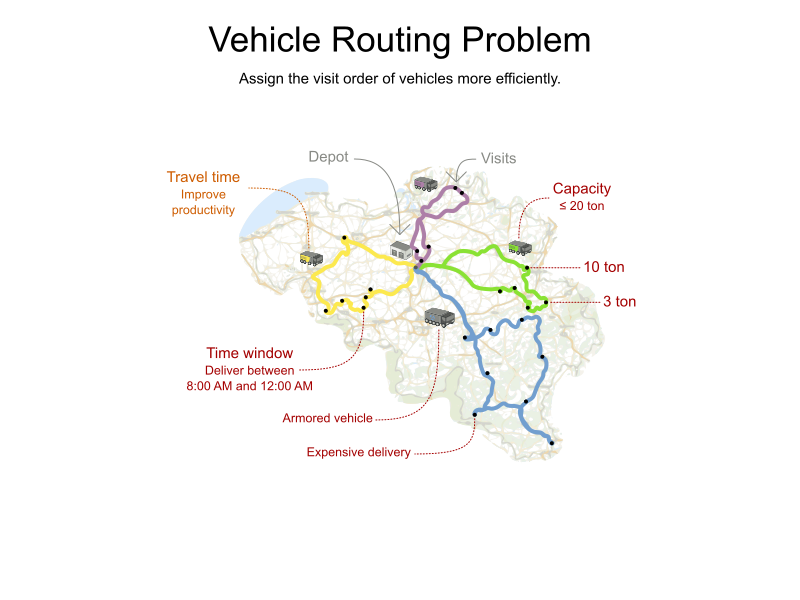 Vehicle Routing Problem
Assign the visit order of vehicles more efficiently.
Depot
Visits
Travel time
Improve
productivity
Capacity
≤ 20 ton
10 ton
3 ton
Time window
Deliver between
8:00 AM and 12:00 AM
Armored vehicle
Expensive delivery